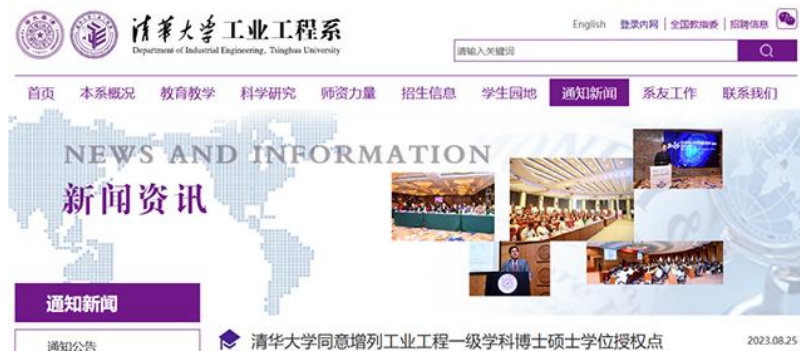 清华大学 工业工程系
Department of Industrial Engineering, Tsinghua University
English 登录内网 | 全国教指委 | 招聘信息
请输入关键词
首页 本系概况 教育教学 科学研究 师资力量 招生信息 学生园地 通知新闻 系友工作 联系我们
NEWS AND INFORMATION
新闻资讯
通知新闻
通知公告
清华大学同意增列工业工程一级学科博士硕士学位授权点 2023.08.25